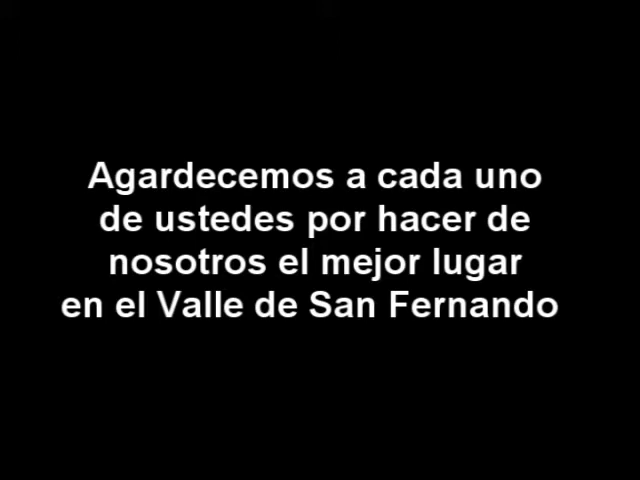 Agardecemos a cada uno
de ustedes por hacer de
nosotros el mejor lugar
en el Valle de San Fernando